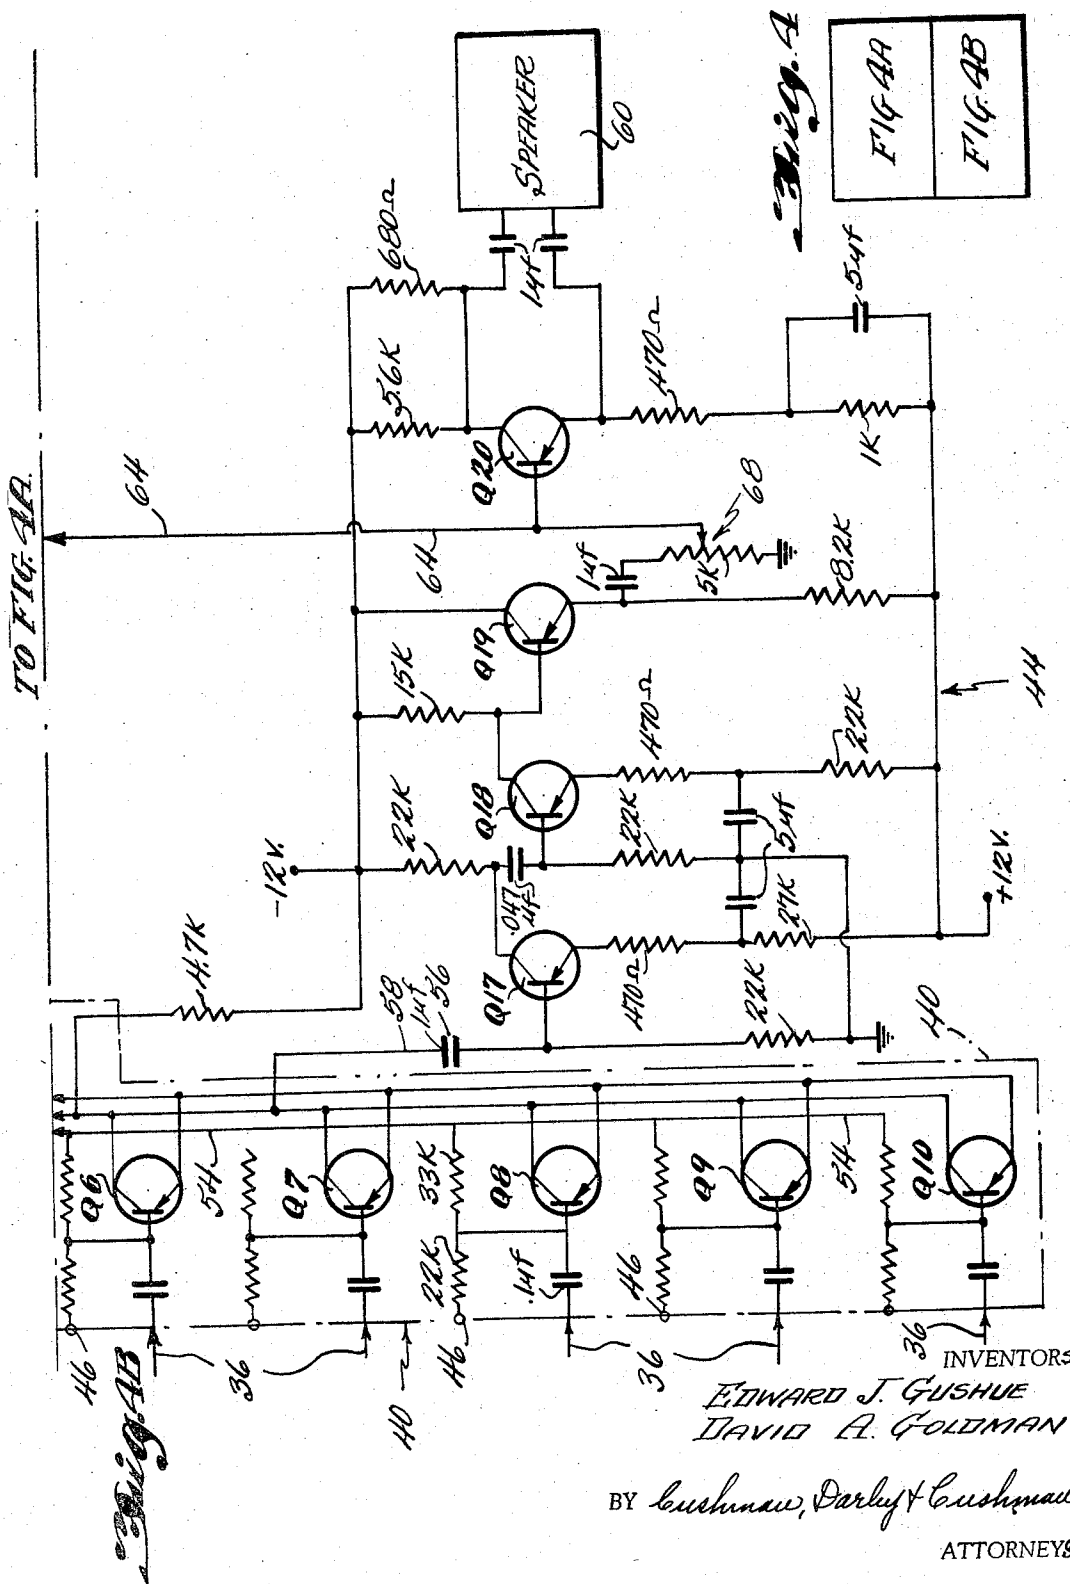 TO FIG. 4A.
64
-12V.
4.7K
22K
15K
5.6K
680Ω
58
1µf
56
.047
µf
Q17
Q18
Q19
Q20
64
1µf
SPEAKER
60
470Ω
22K
470Ω
1µf
5K
68
470Ω
22K
27K
5µf
22K
8.2K
1K
5µf
+12V.
44
40
Q6
54
Q7
33K
Q8
Q9
54
Q10
22K
.1µf
46
46
36
40
46
36
36
Fig. 4B
Fig. 4
FIG. 4A
FIG. 4B
INVENTORS
EDWARD J. GUSHUE
DAVID A. GOLDMAN
BY Cushman, Darby & Cushman
ATTORNEYS